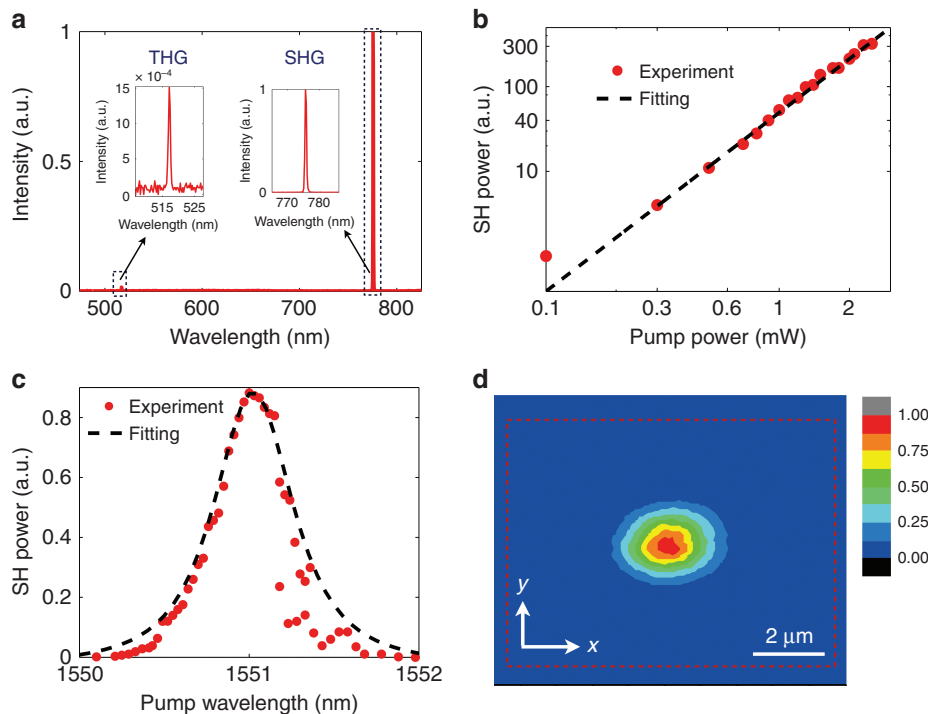 a
Intensity (a.u.)
1
0.5
0
500
600
700
800
Wavelength (nm)
THG
× 10⁻⁴
Intensity (a.u.)
15
10
5
0
515
525
Wavelength (nm)
SHG
Intensity (a.u.)
1
0
770
780
Wavelength (nm)
b
SH power (a.u.)
300
100
40
10
0.1
0.3
0.6
1
2
Pump power (mW)
Experiment
Fitting
c
SH power (a.u.)
0.8
0.6
0.4
0.2
0
1550
1551
1552
Pump wavelength (nm)
Experiment
Fitting
d
y
x
2 μm
1.00
0.75
0.50
0.25
0.00